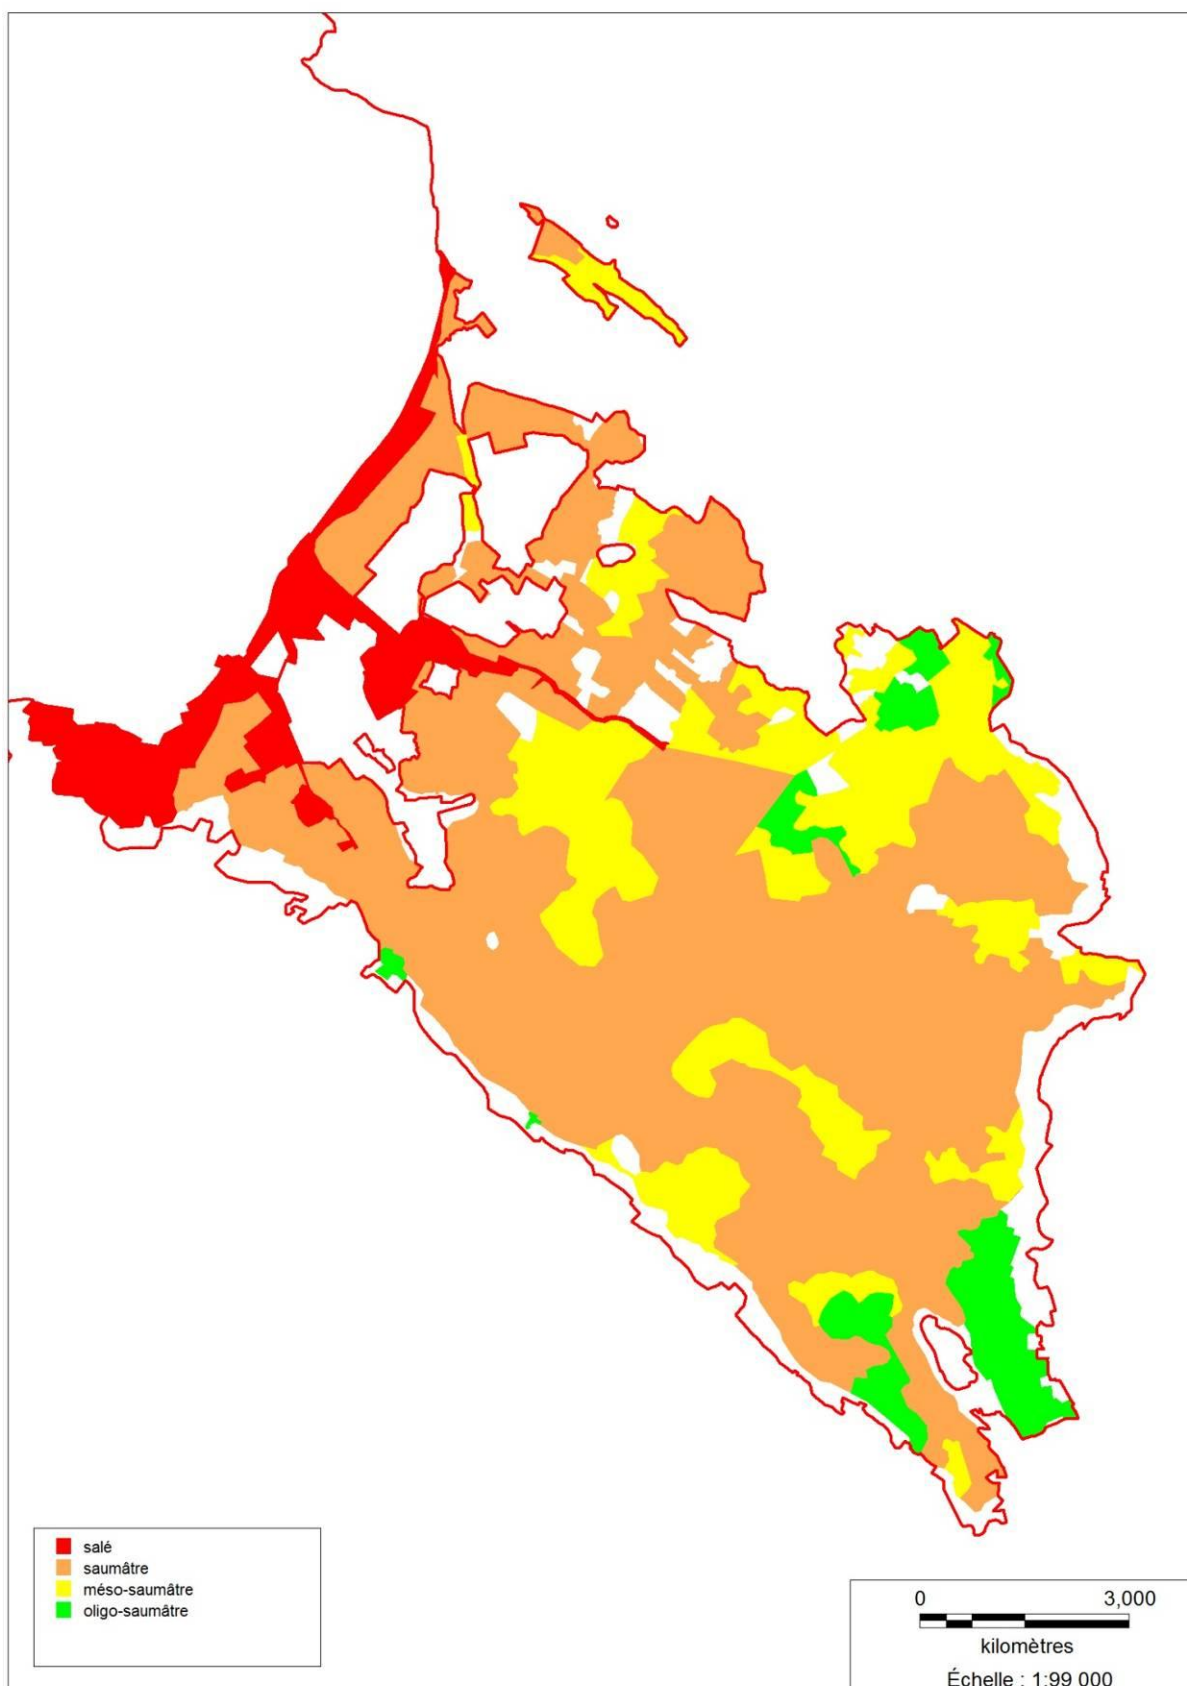 salé
saumâtre
méso-saumâtre
oligo-saumâtre
0 3,000
kilomètres
Échelle : 1:99 000